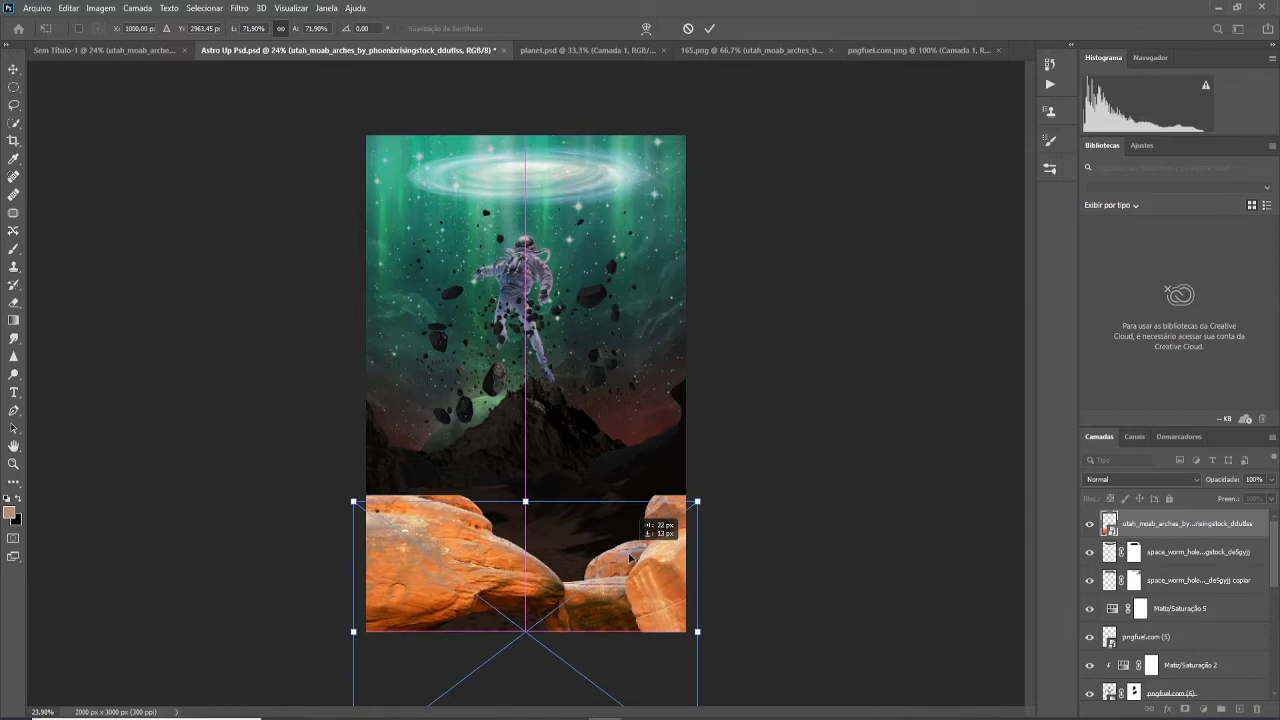 Ps Arquivo Editar Imagem Camada Texto Selecionar Filtro 3D Visualizar Janela Ajuda
X: 1000,00 px Y: 2963,45 px L: 71,90% A: 71,90% 0,00 ° Suavização de Serrilhado
Sem Título-1 @ 24% (utah_moab_arche... × Astro Up Psd.psd @ 24% (utah_moab_arches_by_phoenixrisingstock_ddutlss, RGB/8) * × planet.psd @ 33,3% (Camada 1, RGB/... × 165.png @ 66,7% (utah_moab_arches_b... × pngfuel.com.png @ 100% (Camada 1, R... ×
Histograma Navegador
Bibliotecas Ajustes
Exibir por tipo
Para usar as bibliotecas da Creative
Cloud, é necessário acessar sua conta da
Creative Cloud.
-- KB
Camadas Canais Demarcadores
Tipo
Normal Opacidade: 100%
Preen.: 100%
: 22 px
: 13 px
utah_moab_arches_by...risingstock_ddutlss
space_worm_hole...gstock_de5gyjj
space_worm_hole..._de5gyjj copiar
Matiz/Saturação 5
pngfuel.com (5)
Matiz/Saturação 2
pngfuel.com (6)
23.98% 2000 px x 3000 px (300 ppi)